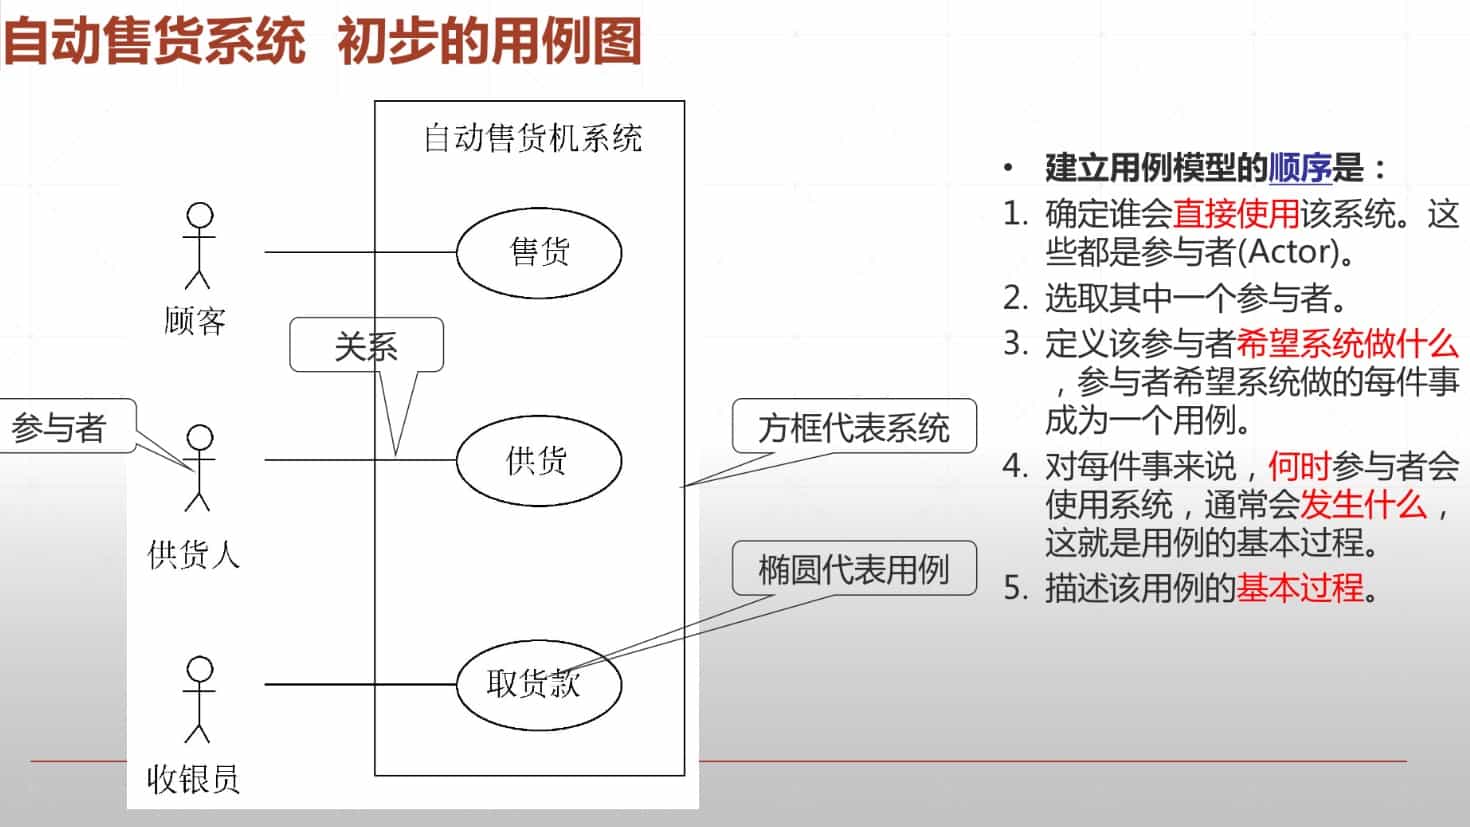 自动售货系统 初步的用例图
自动售货机系统
售货
顾客
关系
参与者
供货
供货人
方框代表系统
椭圆代表用例
取货款
收银员
• 建立用例模型的顺序是：
1. 确定谁会直接使用该系统。这
些都是参与者(Actor)。
2. 选取其中一个参与者。
3. 定义该参与者希望系统做什么
，参与者希望系统做的每件事
成为一个用例。
4. 对每件事来说，何时参与者会
使用系统，通常会发生什么，
这就是用例的基本过程。
5. 描述该用例的基本过程。